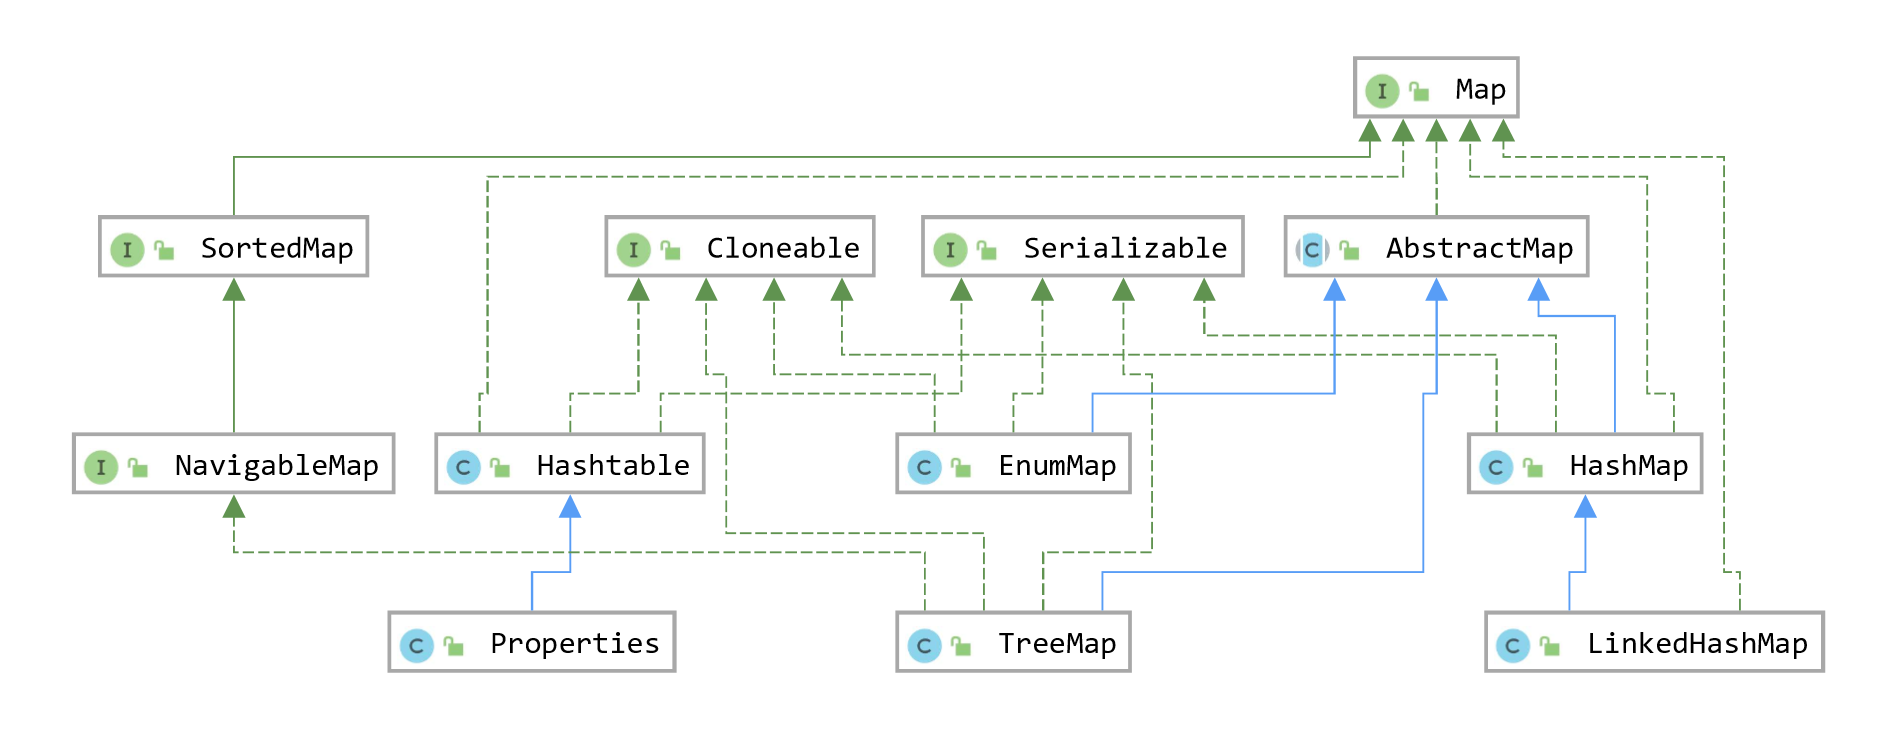 I Map
I SortedMap
I Cloneable
I Serializable
C AbstractMap
I NavigableMap
C Hashtable
C EnumMap
C HashMap
C Properties
C TreeMap
C LinkedHashMap